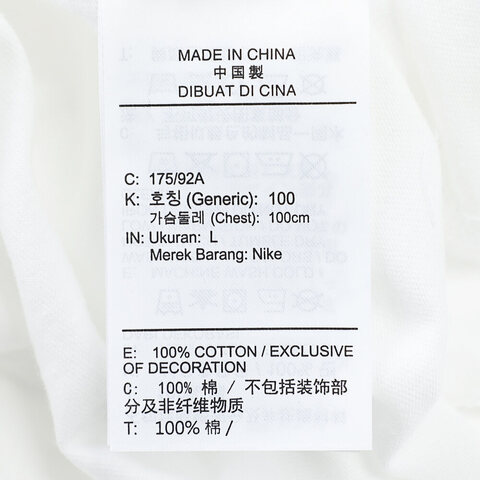 MADE IN CHINA
中国製
DIBUAT DI CINA
C: 175/92A
K: 호칭 (Generic): 100
가슴둘레 (Chest): 100cm
IN: Ukuran: L
Merek Barang: Nike
E: 100% COTTON / EXCLUSIVE
OF DECORATION
C: 100% 棉 / 不包括装饰部
分及非纤维物质
T: 100% 棉 /